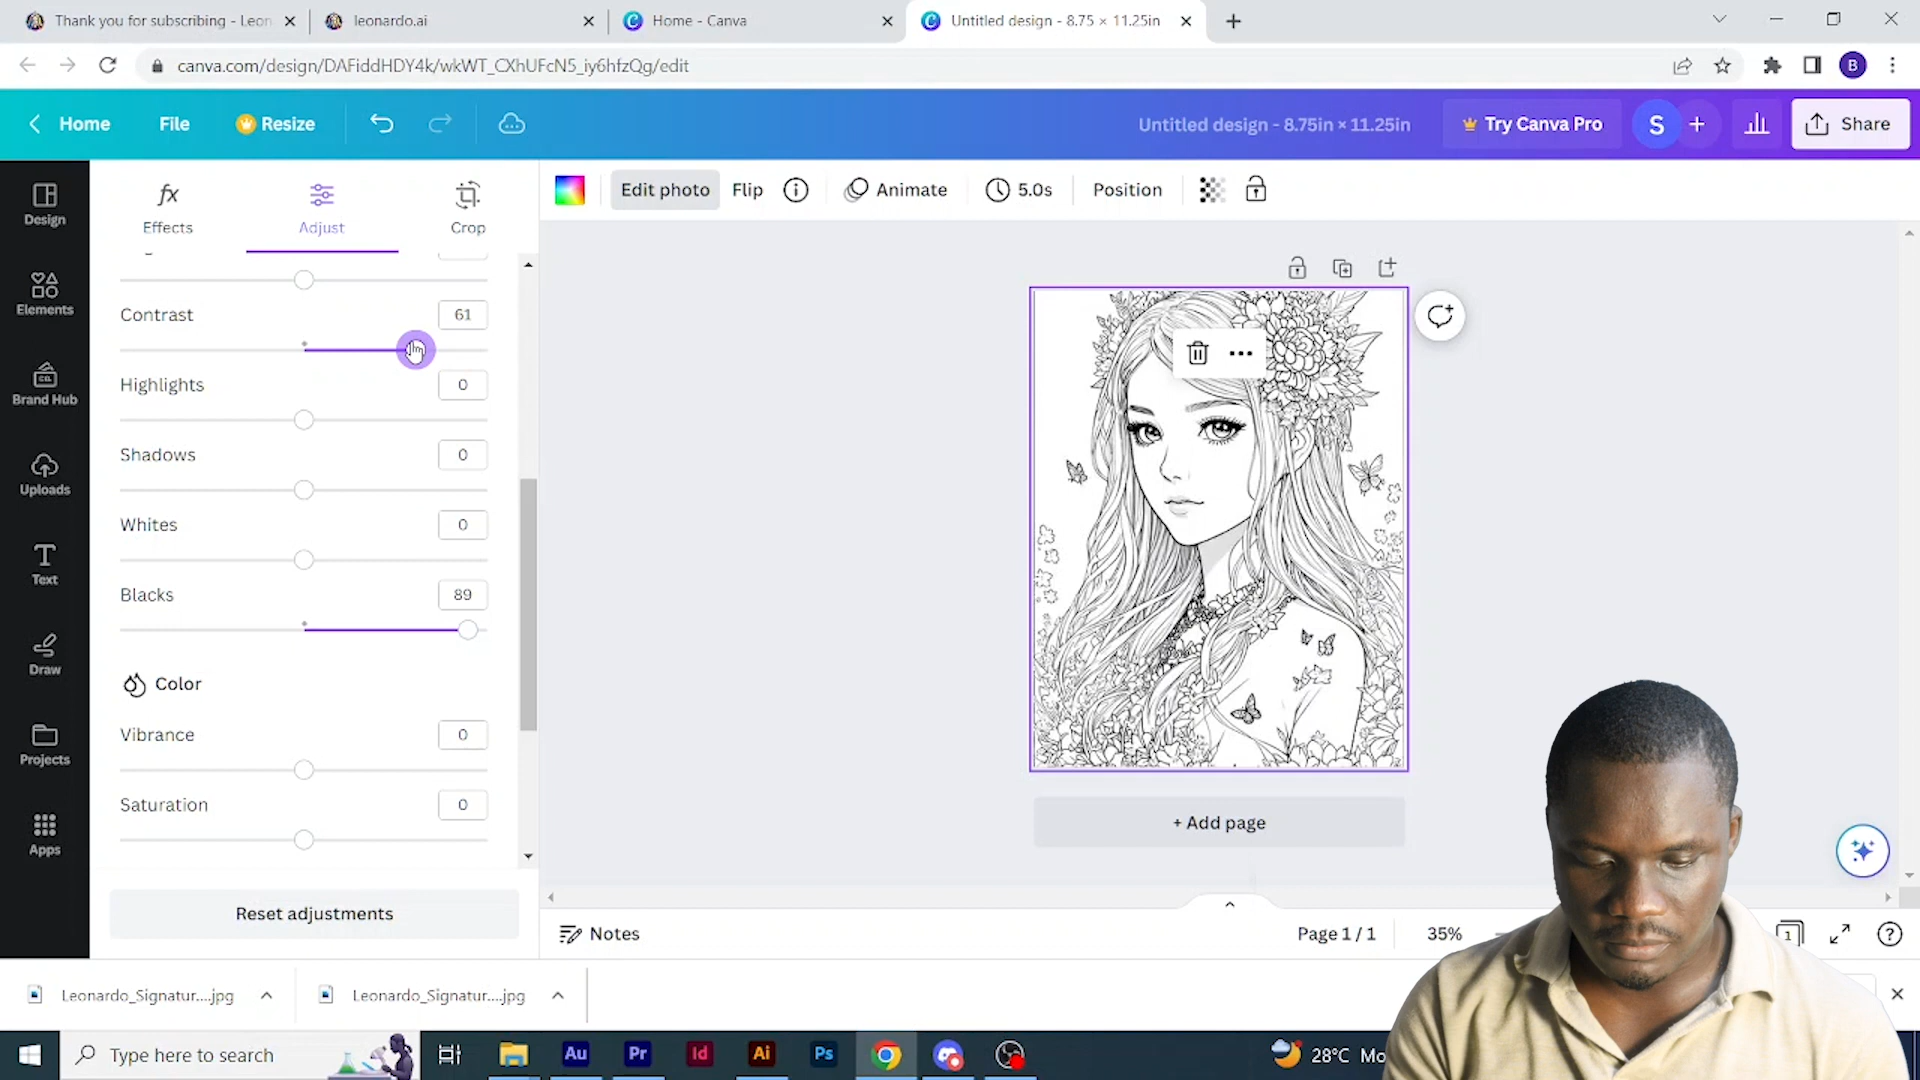 Thank you for subscribing - Leon
leonardo.ai
Home - Canva
Untitled design - 8.75 × 11.25in
canva.com/design/DAFiddHDY4k/wkWT_CXhUFcN5_iy6hfzQg/edit
B
Home
File
Resize
Untitled design - 8.75in × 11.25in
Try Canva Pro
S
Share
Design
Elements
Brand Hub
Uploads
Text
Draw
Projects
Apps
fx
Effects
Adjust
Crop
Edit photo
Flip
Animate
5.0s
Position
Contrast
61
Highlights
0
Shadows
0
Whites
0
Blacks
89
Color
Vibrance
0
Saturation
0
Reset adjustments
+ Add page
Notes
Page 1 / 1
35%
1
Leonardo_Signatur....jpg
Leonardo_Signatur....jpg
Type here to search
Au
Pr
Id
Ai
Ps
28°C